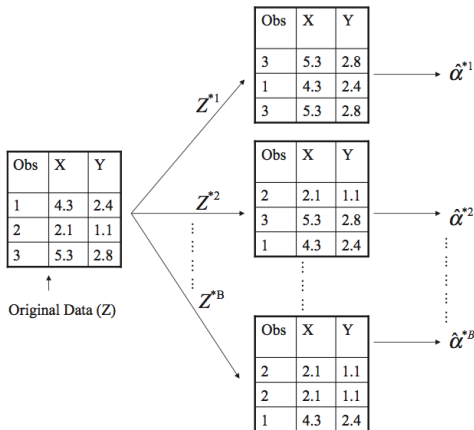 Obs X Y
3 5.3 2.8
1 4.3 2.4
3 5.3 2.8
Z*1
α̂*1
Obs X Y
1 4.3 2.4
2 2.1 1.1
3 5.3 2.8
Original Data (Z)
Z*2
Obs X Y
2 2.1 1.1
3 5.3 2.8
1 4.3 2.4
α̂*2
Z*B
Obs X Y
2 2.1 1.1
2 2.1 1.1
1 4.3 2.4
α̂*B